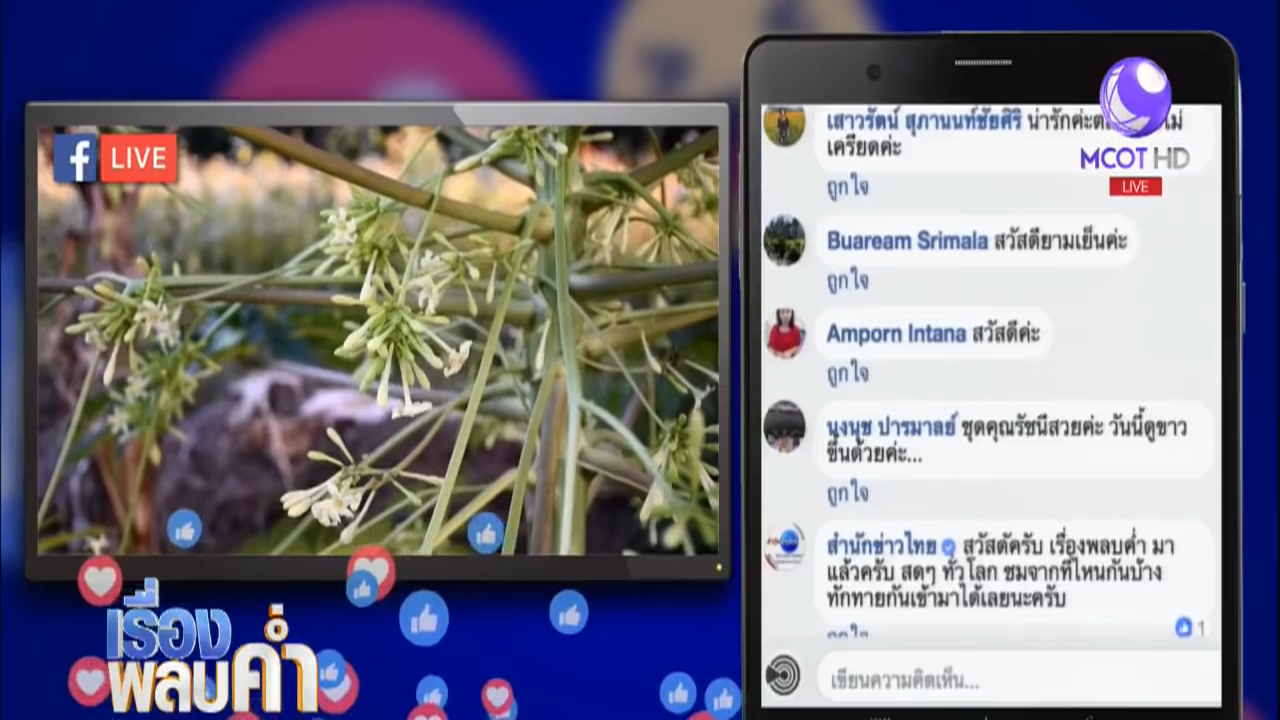 f LIVE
เสาวรัตน์ สุภานนท์ชัยศิริ น่ารักค่ะ ไม่
เครียดค่ะ
ถูกใจ
MCOT HD
LIVE
Buaream Srimala สวัสดียามเย็นค่ะ
ถูกใจ
Amporn Intana สวัสดีค่ะ
ถูกใจ
นงนุช ปารมาลย์ ชุดคุณรัชนีสวยค่ะ วันนี้ดูขาว
ขึ้นด้วยค่ะ...
ถูกใจ
สำนักข่าวไทย สวัสดัครับ เรื่องพลบค่ำ มา
แล้วครับ สดๆ ทั่วโลก ชมจากที่ไหนกันบ้าง
ทักทายกันเข้ามาได้เลยนะครับ
1
เขียนความคิดเห็น...
เรื่อง
พลบค่ำ